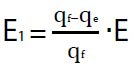 E₁ = (qf–qe)/qf · E